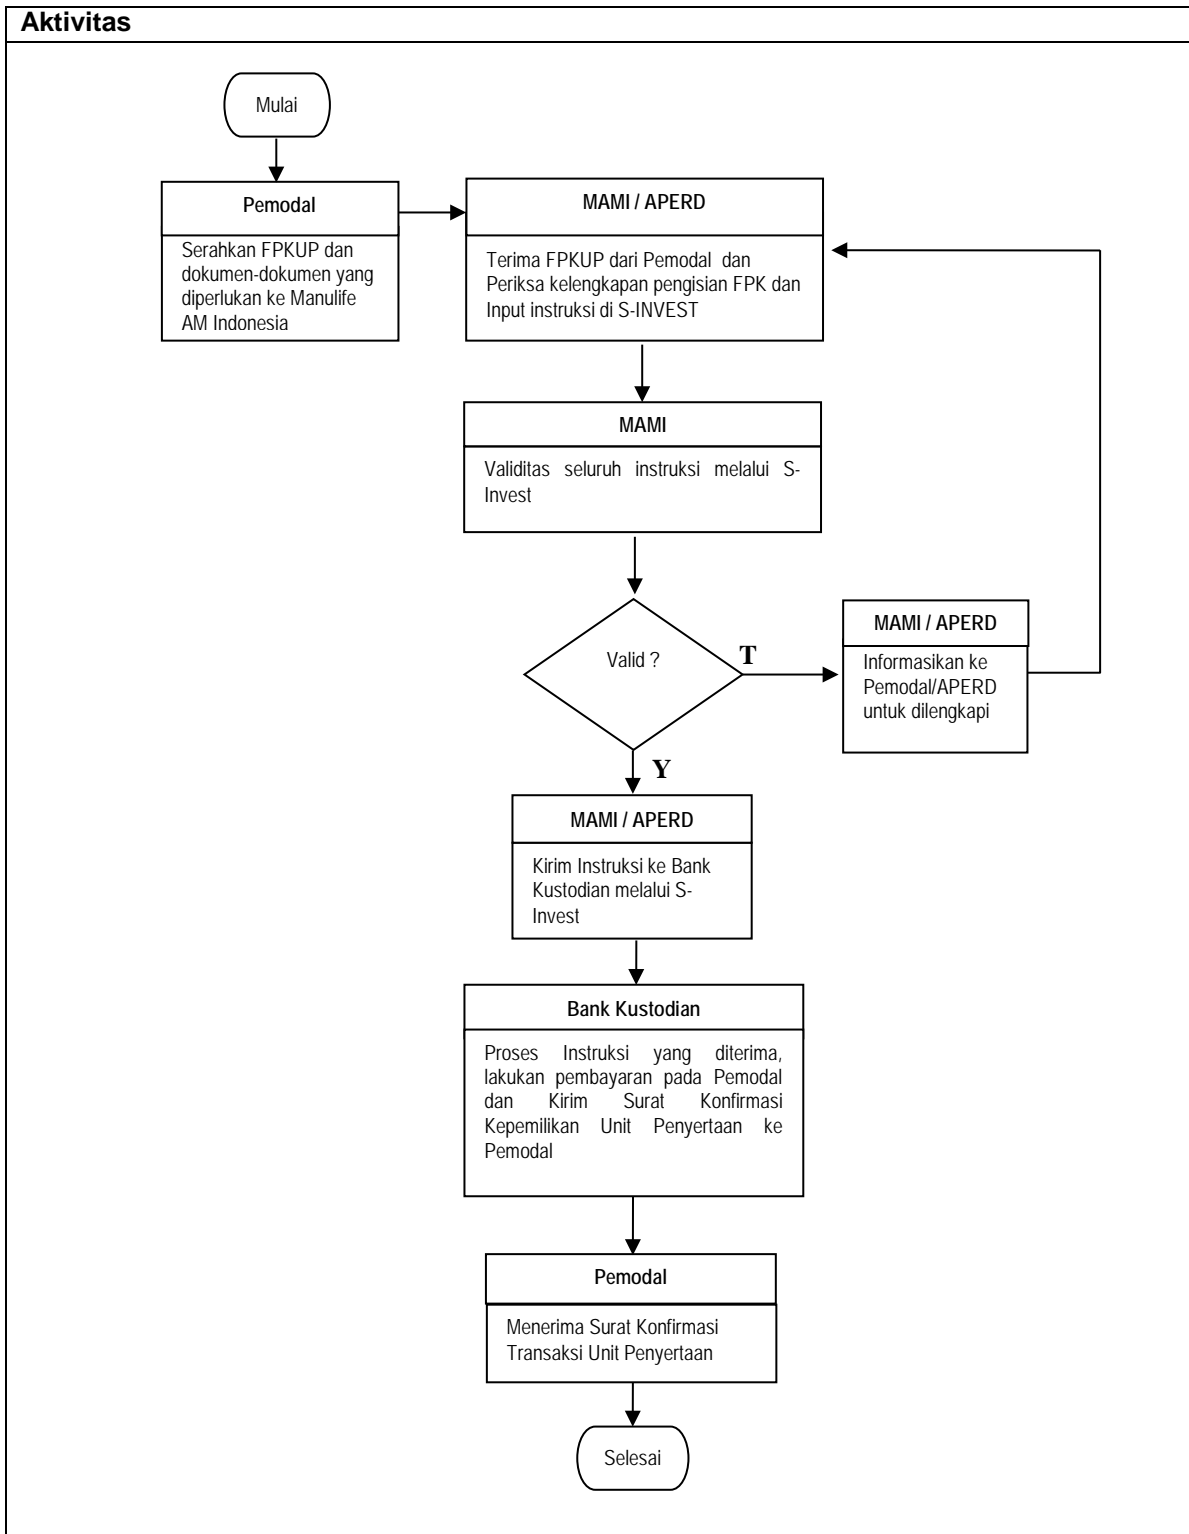 Aktivitas
Mulai
Pemodal
Serahkan FPKUP dan
dokumen-dokumen yang
diperlukan ke Manulife
AM Indonesia
MAMI / APERD
Terima FPKUP dari Pemodal dan
Periksa kelengkapan pengisian FPK dan
Input instruksi di S-INVEST
MAMI
Validitas seluruh instruksi melalui S-
Invest
Valid ?
T
MAMI / APERD
Informasikan ke
Pemodal/APERD
untuk dilengkapi
Y
MAMI / APERD
Kirim Instruksi ke Bank
Kustodian melalui S-
Invest
Bank Kustodian
Proses Instruksi yang diterima,
lakukan pembayaran pada Pemodal
dan Kirim Surat Konfirmasi
Kepemilikan Unit Penyertaan ke
Pemodal
Pemodal
Menerima Surat Konfirmasi
Transaksi Unit Penyertaan
Selesai